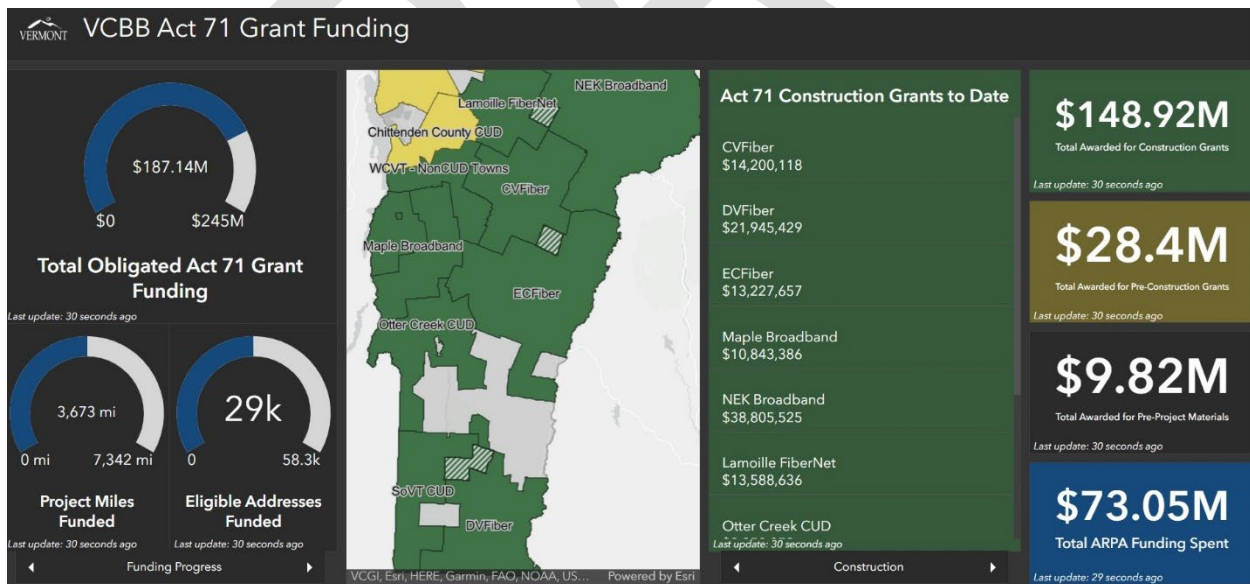 VERMONT
VCBB Act 71 Grant Funding
$187.14M
$0
$245M
Total Obligated Act 71 Grant
Funding
Last update: 30 seconds ago
3,673 mi
0 mi
7,342 mi
Project Miles
Funded
Last update: 30 seconds ago
29k
0
58.3k
Eligible Addresses
Funded
Last update: 30 seconds ago
Funding Progress
NEK Broadband
Lamoille FiberNet
Chittenden County CUD
WCVT - NonCUD Towns
CVFiber
Maple Broadband
ECFiber
Otter Creek CUD
SoVT CUD
DVFiber
VCGI, Esri, HERE, Garmin, FAO, NOAA, US...
Powered by Esri
Act 71 Construction Grants to Date
CVFiber
$14,200,118
DVFiber
$21,945,429
ECFiber
$13,227,657
Maple Broadband
$10,843,386
NEK Broadband
$38,805,525
Lamoille FiberNet
$13,588,636
Otter Creek CUD
Last update: 30 seconds ago
Construction
$148.92M
Total Awarded for Construction Grants
Last update: 30 seconds ago
$28.4M
Total Awarded for Pre-Construction Grants
Last update: 30 seconds ago
$9.82M
Total Awarded for Pre-Project Materials
Last update: 30 seconds ago
$73.05M
Total ARPA Funding Spent
Last update: 29 seconds ago